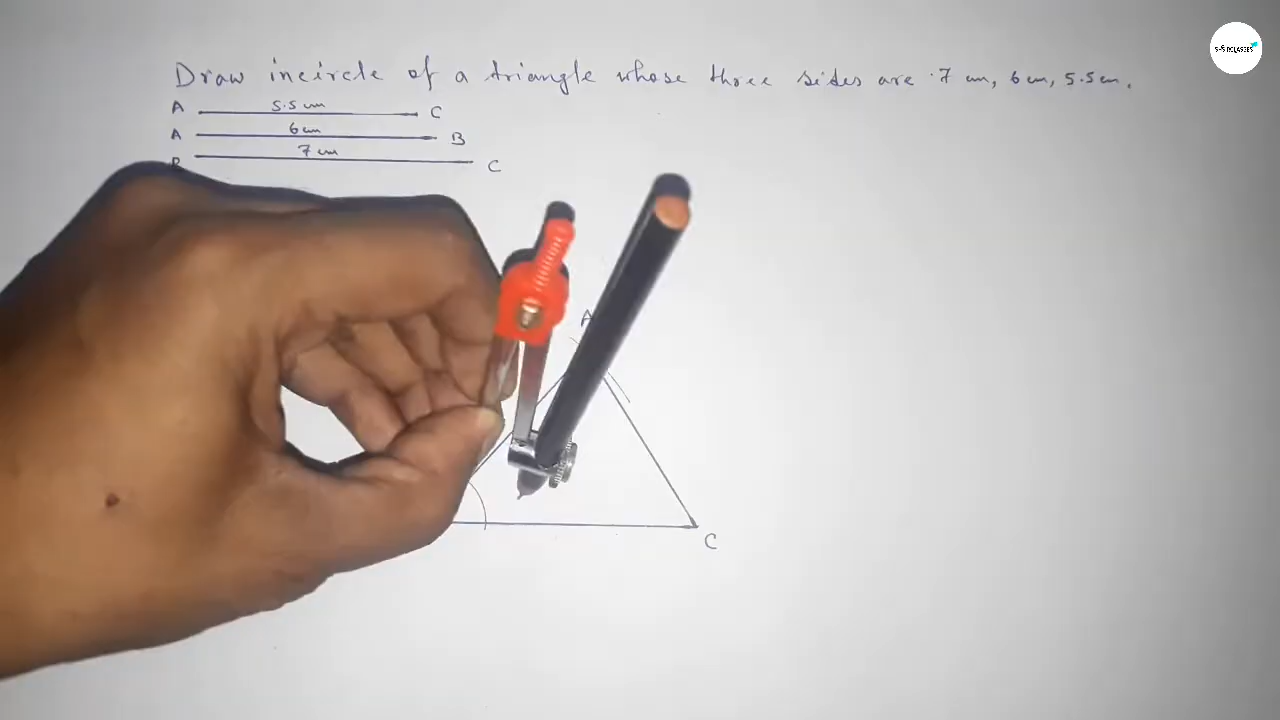 Draw incircle of a triangle whose three sides are 7 cm, 6 cm, 5.5 cm.
A 5.5 cm C
A 6 cm B
7 cm C
A
C